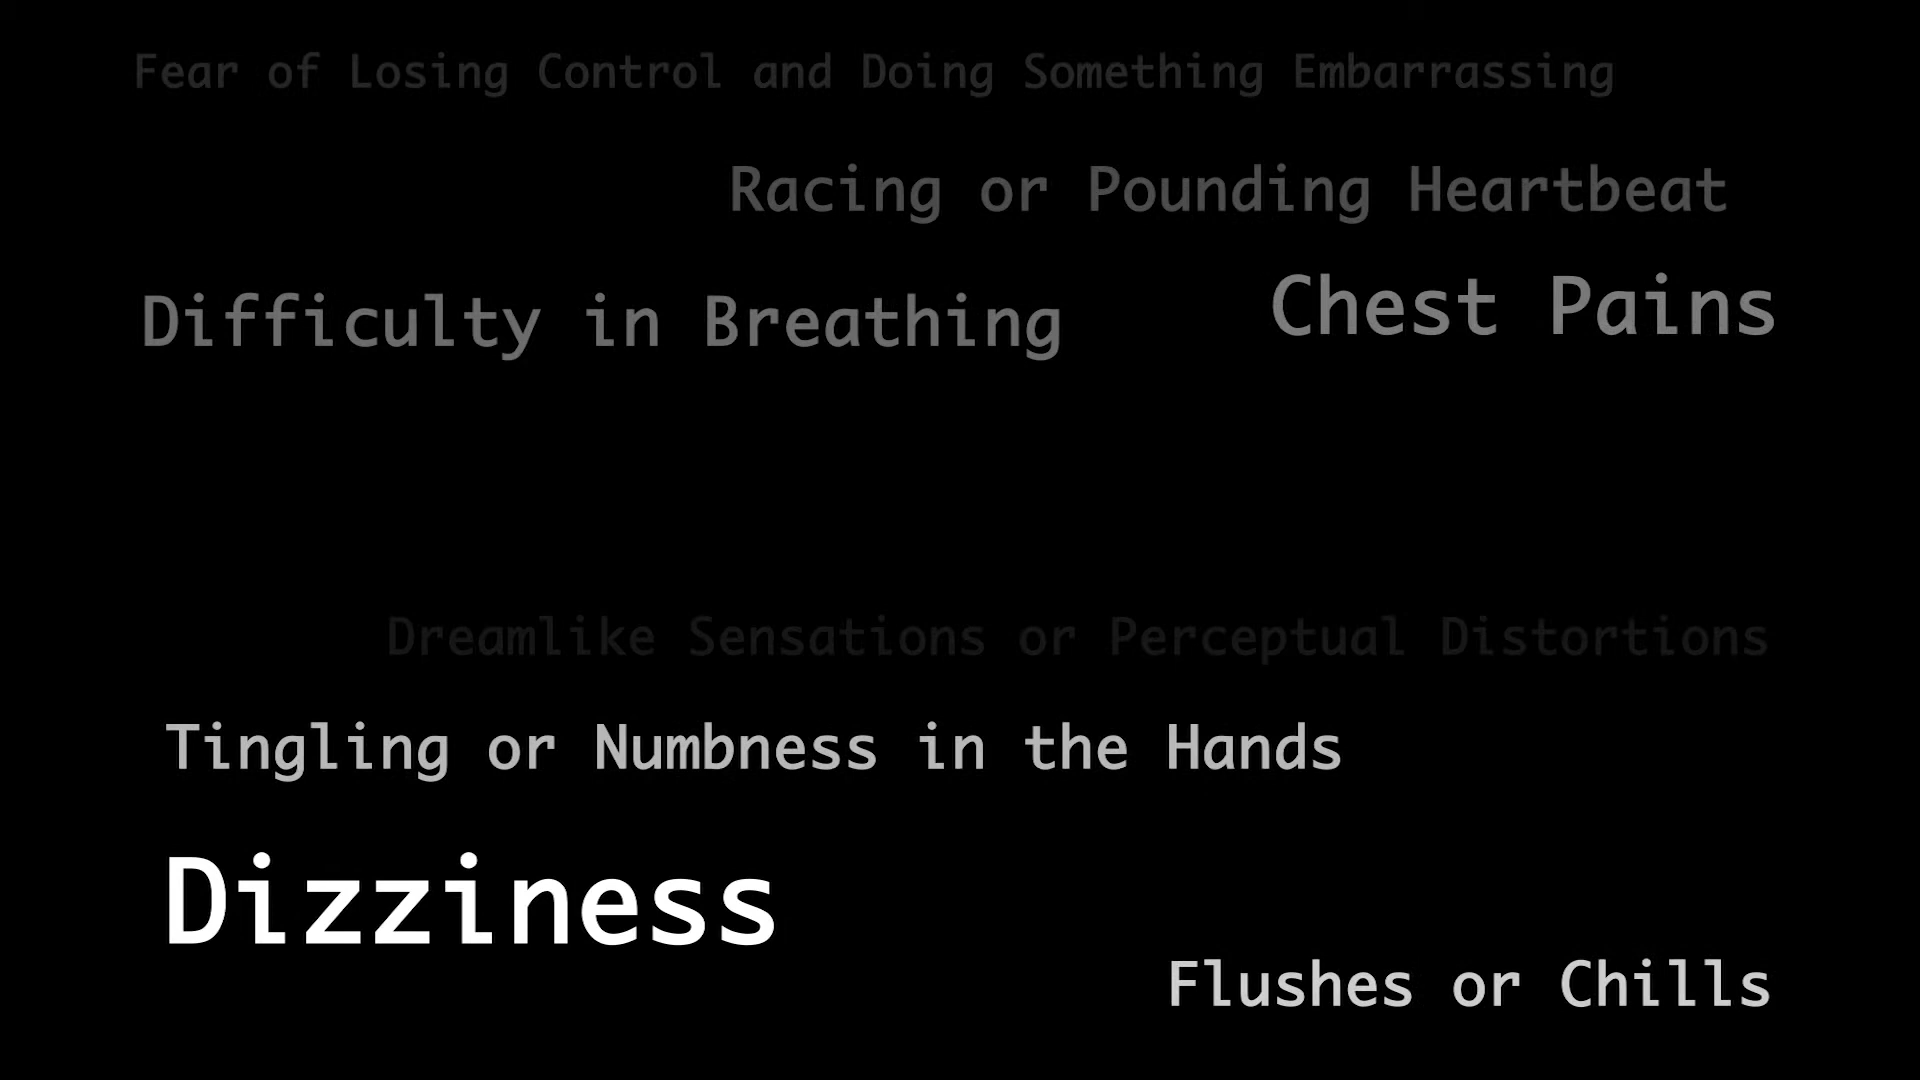 Fear of Losing Control and Doing Something Embarrassing
Racing or Pounding Heartbeat
Difficulty in Breathing
Chest Pains
Dreamlike Sensations or Perceptual Distortions
Tingling or Numbness in the Hands
Dizziness
Flushes or Chills